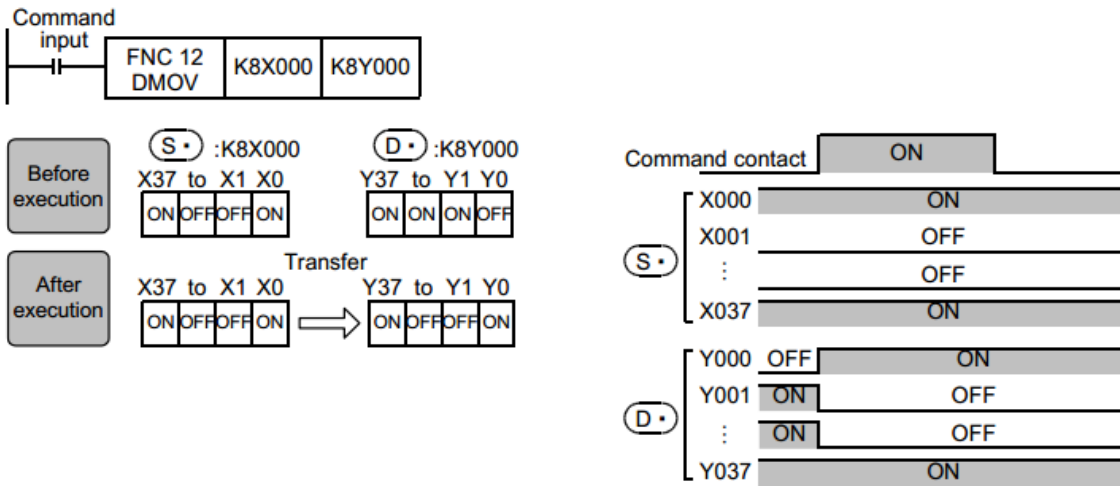 Command
input
FNC 12
DMOV
K8X000
K8Y000
Before
execution
S・ :K8X000
X37 to X1 X0
ON OFF OFF ON
D・ :K8Y000
Y37 to Y1 Y0
ON ON ON OFF
After
execution
Transfer
X37 to X1 X0
ON OFF OFF ON
Y37 to Y1 Y0
ON OFF OFF ON
Command contact ON
S・
X000 ON
X001 OFF
⋮ OFF
X037 ON
D・
Y000 OFF ON
Y001 ON OFF
⋮ ON OFF
Y037 ON